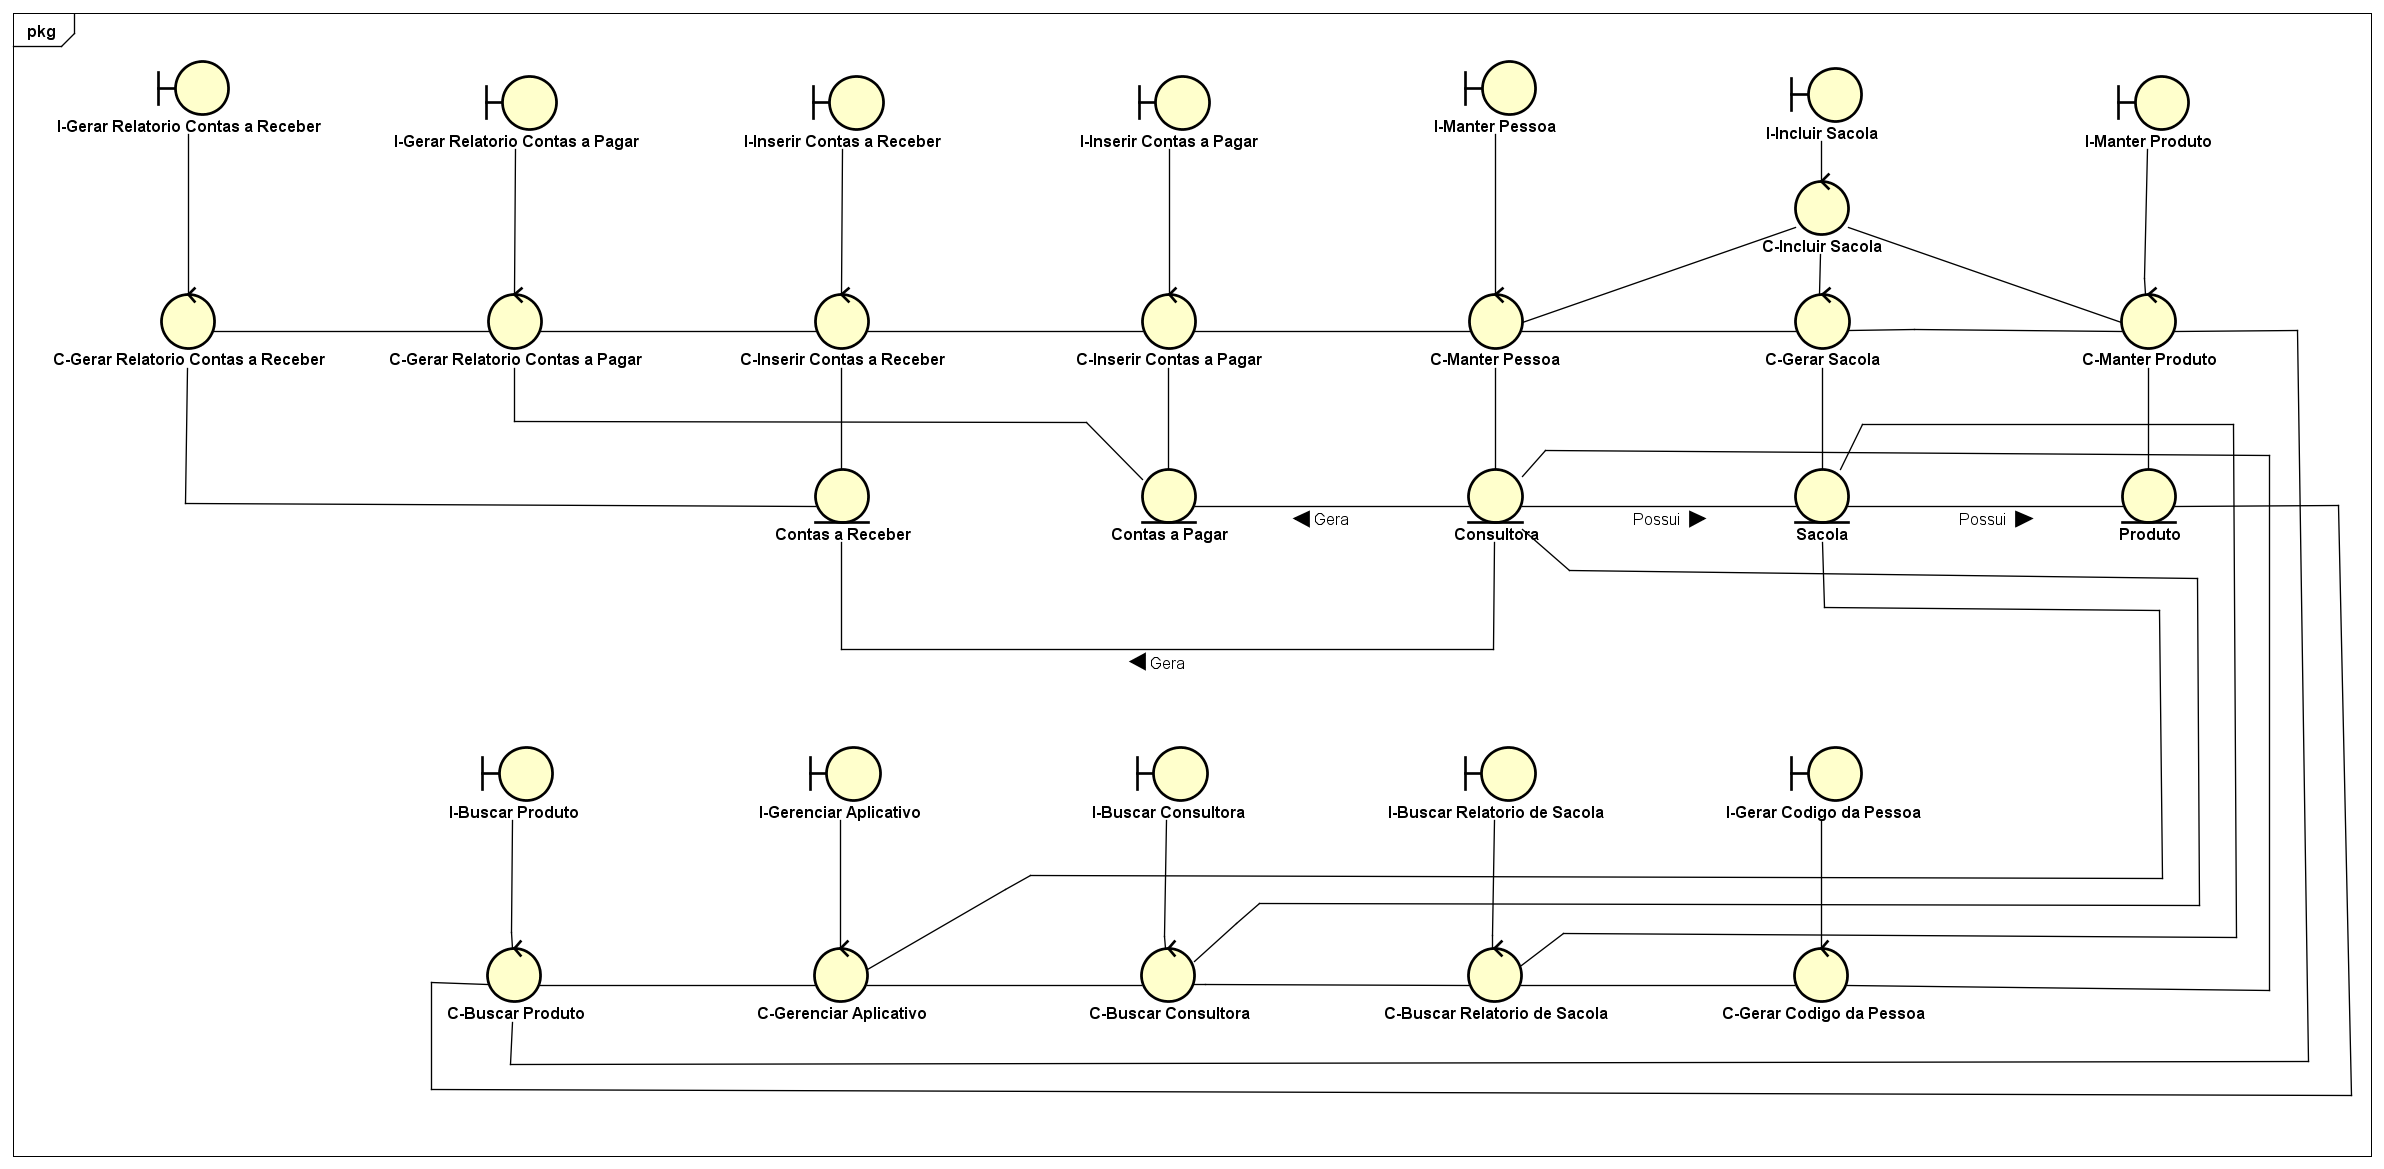 pkg
I-Gerar Relatorio Contas a Receber
I-Gerar Relatorio Contas a Pagar
I-Inserir Contas a Receber
I-Inserir Contas a Pagar
I-Manter Pessoa
I-Incluir Sacola
I-Manter Produto
C-Incluir Sacola
C-Gerar Relatorio Contas a Receber
C-Gerar Relatorio Contas a Pagar
C-Inserir Contas a Receber
C-Inserir Contas a Pagar
C-Manter Pessoa
C-Gerar Sacola
C-Manter Produto
Gera
Possui
Possui
Contas a Receber
Contas a Pagar
Consultora
Sacola
Produto
Gera
I-Buscar Produto
I-Gerenciar Aplicativo
I-Buscar Consultora
I-Buscar Relatorio de Sacola
I-Gerar Codigo da Pessoa
C-Buscar Produto
C-Gerenciar Aplicativo
C-Buscar Consultora
C-Buscar Relatorio de Sacola
C-Gerar Codigo da Pessoa